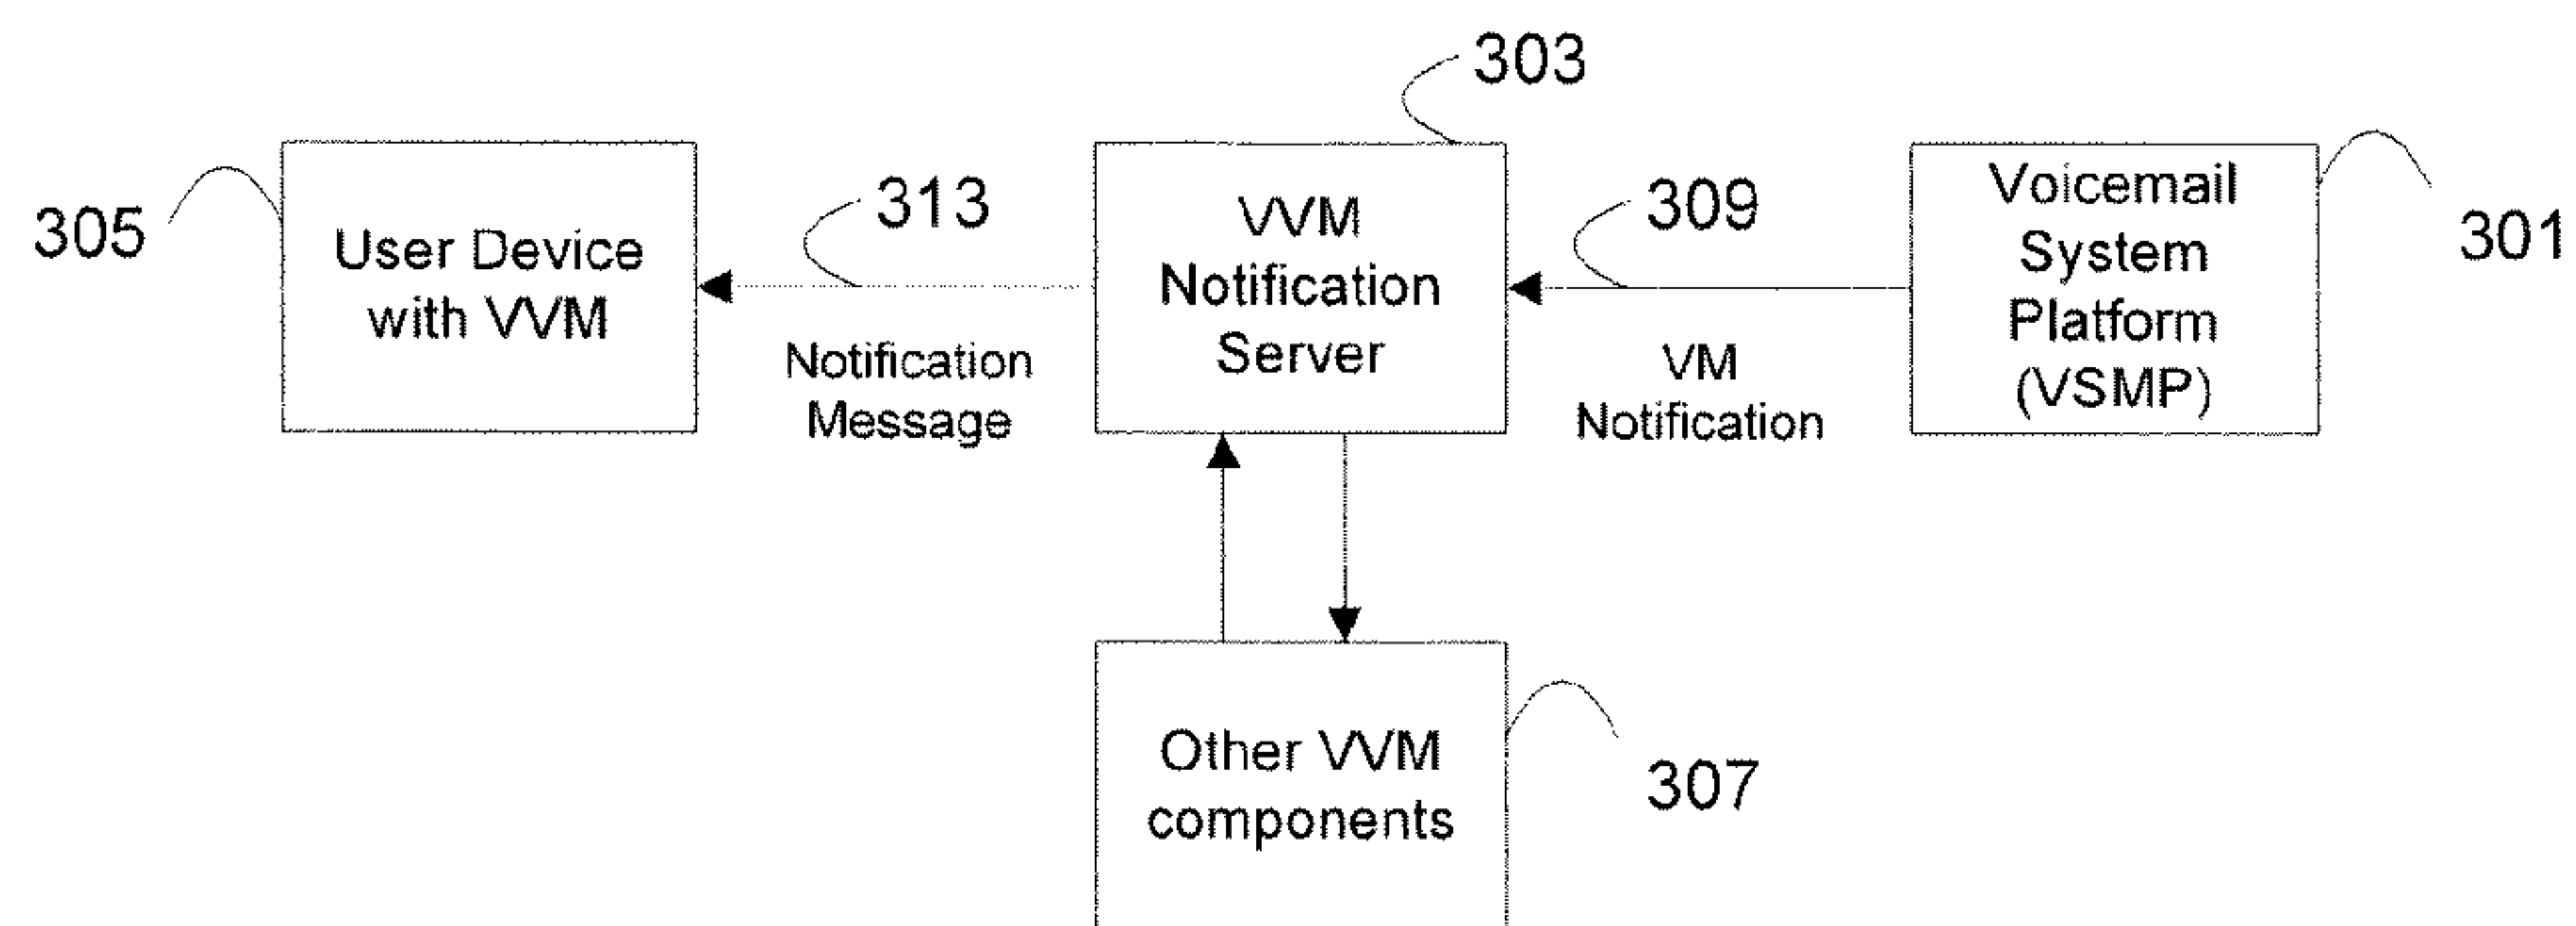 303
305
User Device
with VVM
313
Notification
Message
VVM
Notification
Server
309
VM
Notification
Voicemail
System
Platform
(VSMP)
301
Other VVM
components
307